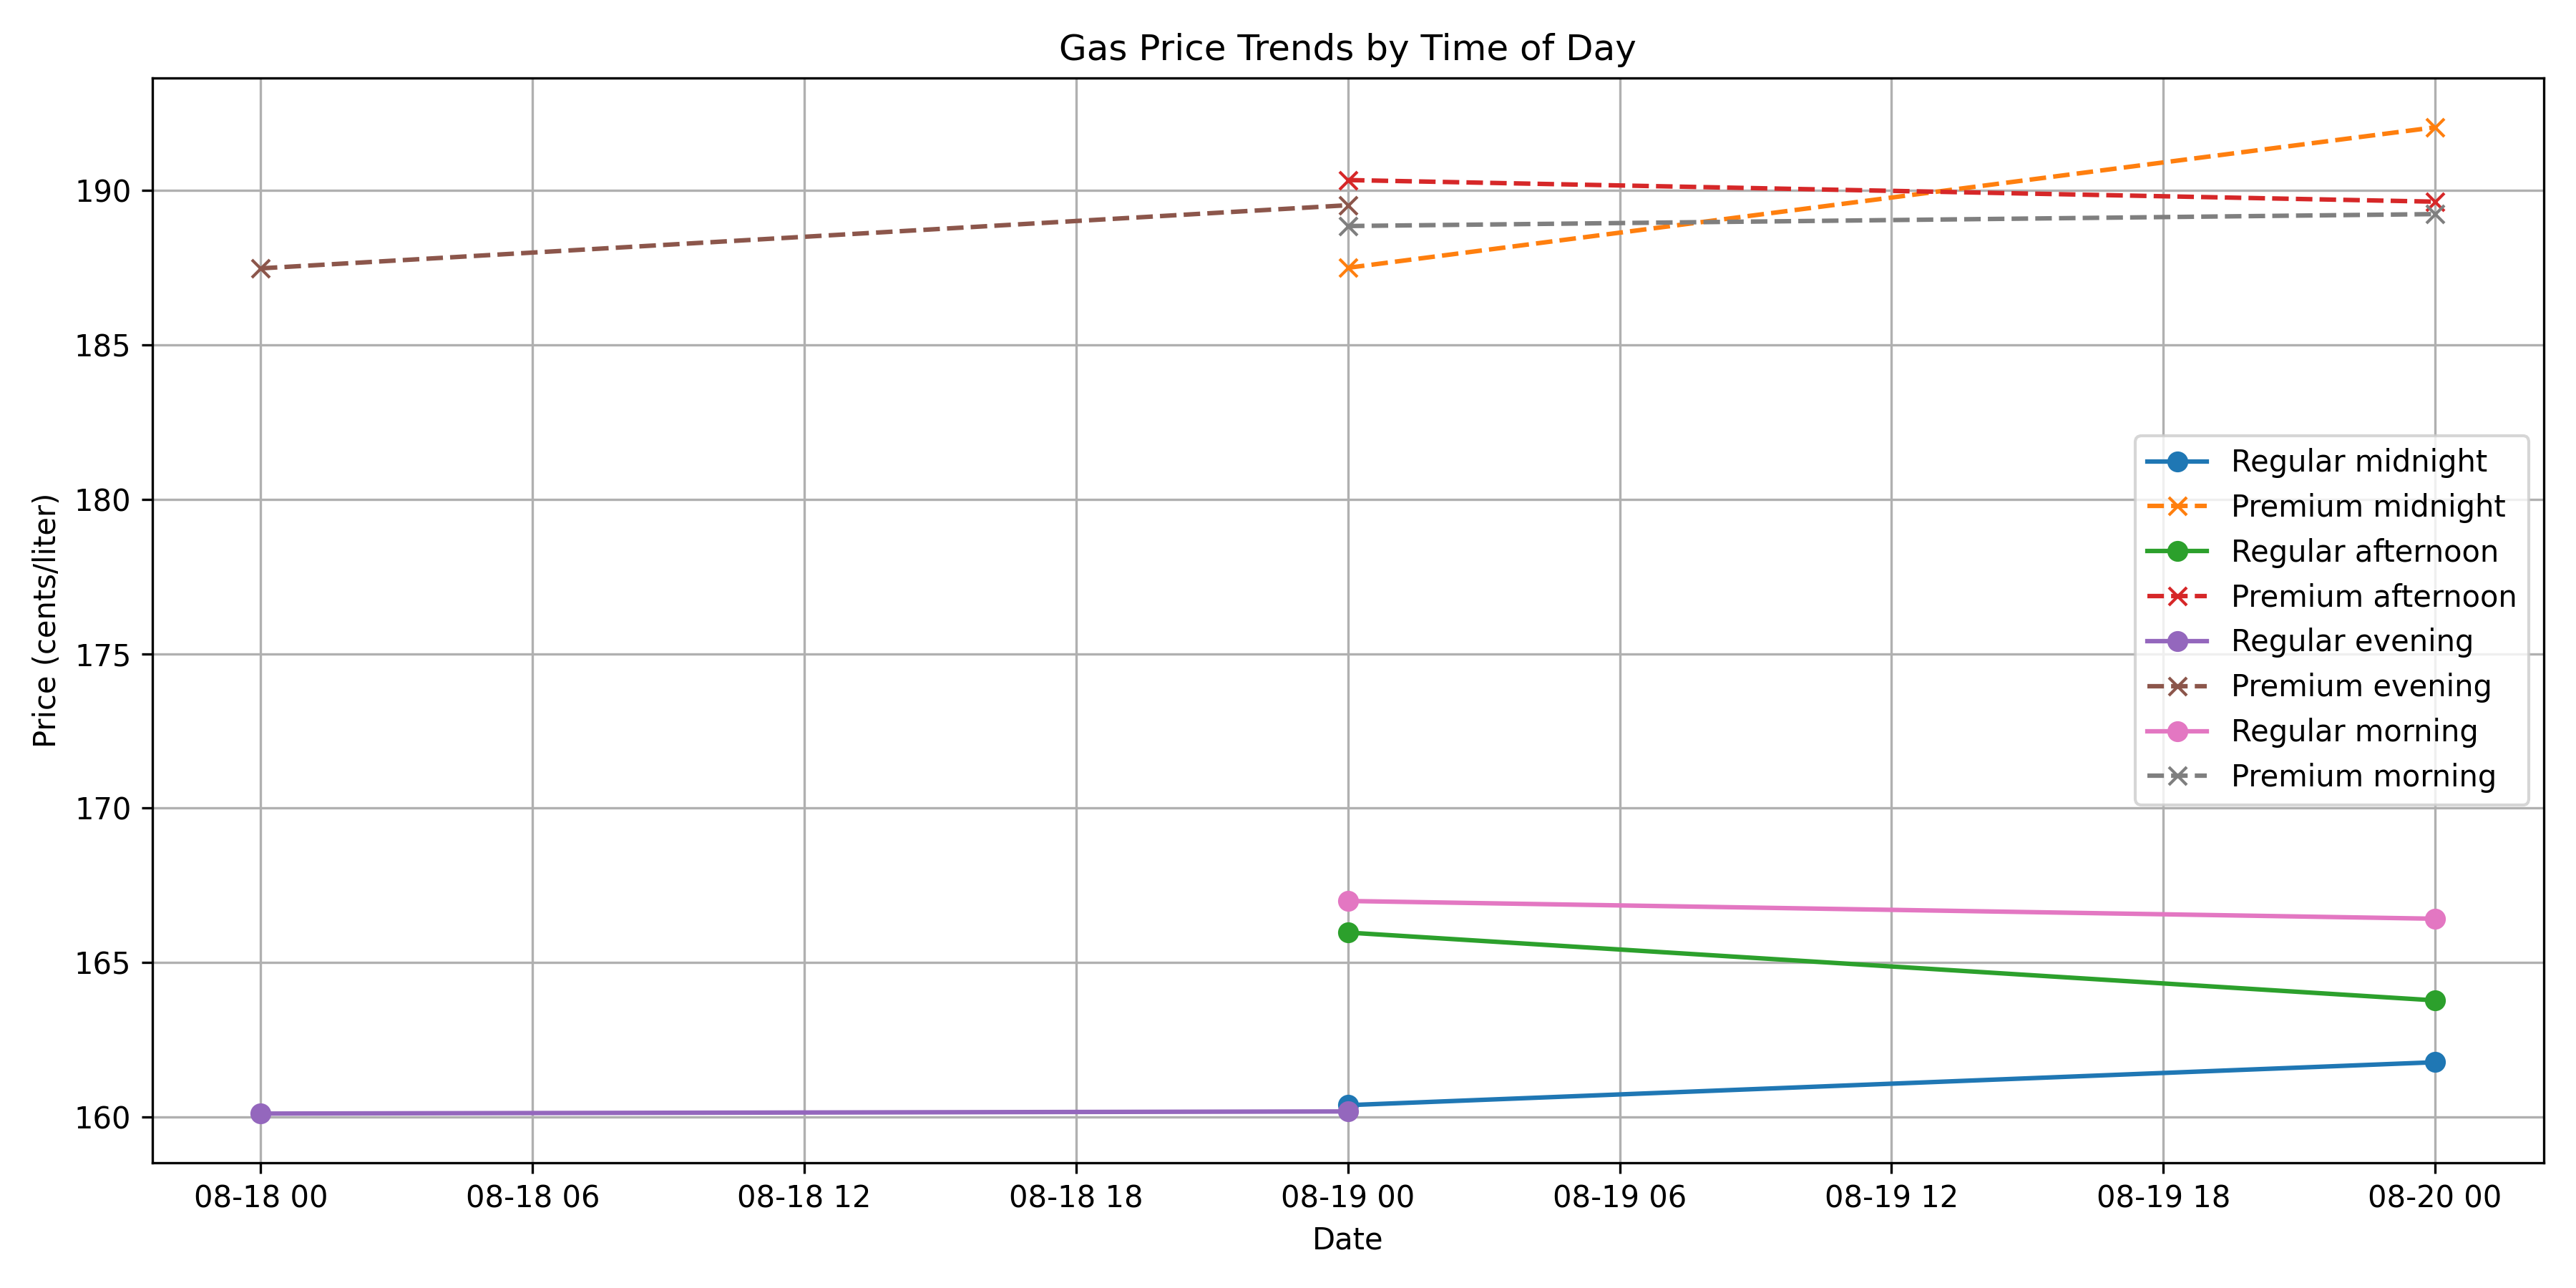 Gas Price Trends by Time of Day
Price (cents/liter)
190
185
180
175
170
165
160
Regular midnight
Premium midnight
Regular afternoon
Premium afternoon
Regular evening
Premium evening
Regular morning
Premium morning
08-18 00 08-18 06 08-18 12 08-18 18 08-19 00 08-19 06 08-19 12 08-19 18 08-20 00
Date